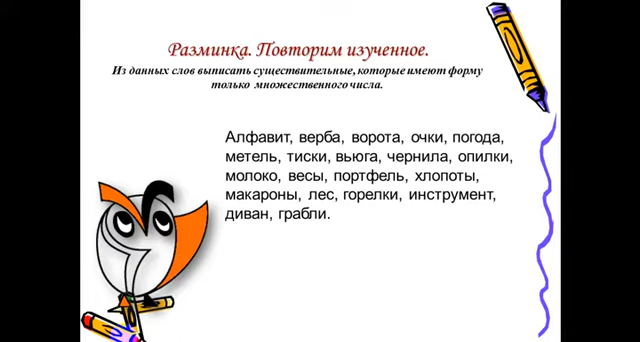 Разминка. Повторим изученное.
Из данных слов выписать существительные, которые имеют форму
только множественного числа.
Алфавит, верба, ворота, очки, погода,
метель, тиски, вьюга, чернила, опилки,
молоко, весы, портфель, хлопоты,
макароны, лес, горелки, инструмент,
диван, грабли.